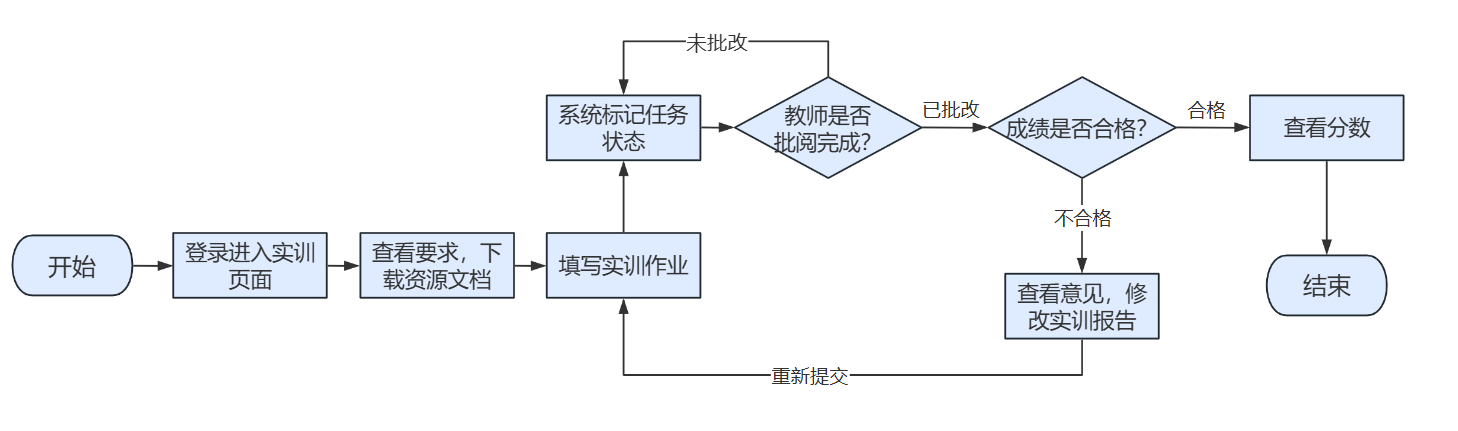 未批改
系统标记任务
状态
教师是否
批阅完成？
已批改
成绩是否合格？
合格
查看分数
不合格
开始
登录进入实训
页面
查看要求，下
载资源文档
填写实训作业
查看意见，修
改实训报告
结束
重新提交